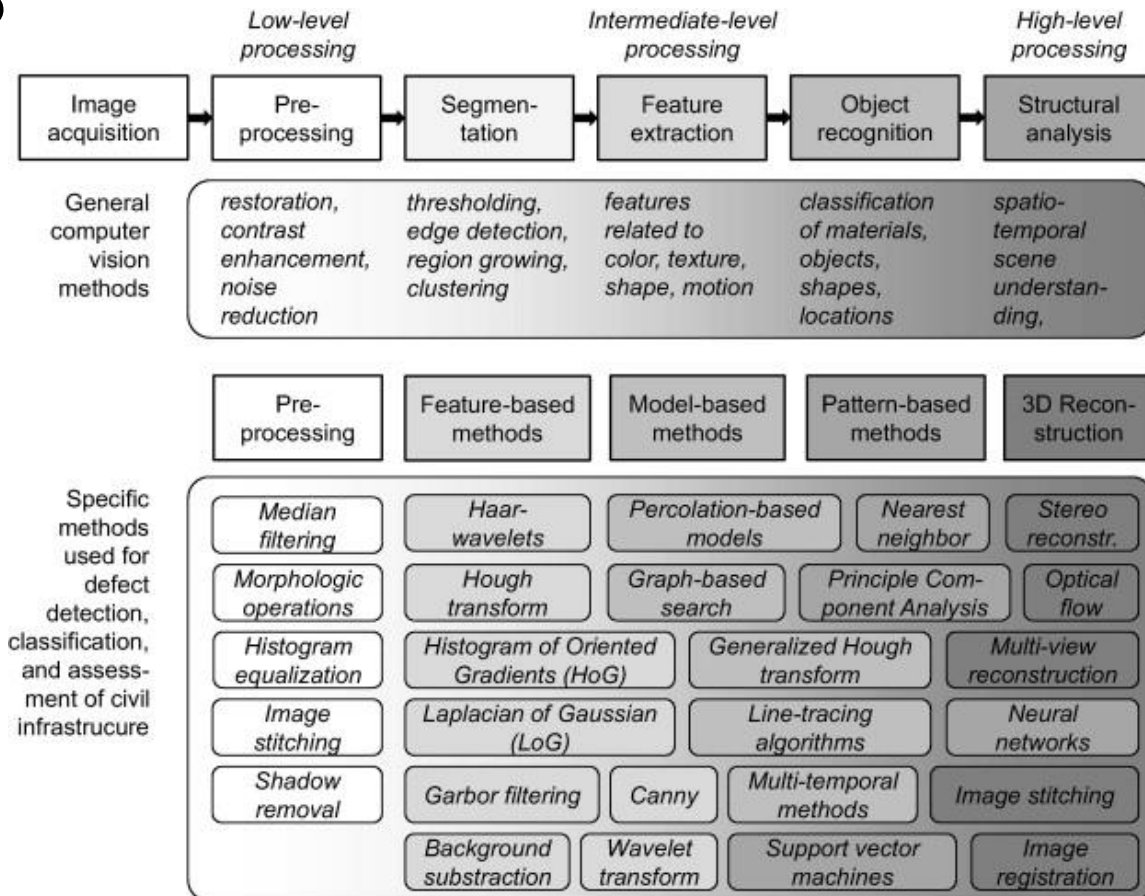 Low-level
processing
Intermediate-level
processing
High-level
processing
Image
acquisition
Pre-
processing
Segmen-
tation
Feature
extraction
Object
recognition
Structural
analysis
General
computer
vision
methods
restoration,
contrast
enhancement,
noise
reduction
thresholding,
edge detection,
region growing,
clustering
features
related to
color, texture,
shape, motion
classification
of materials,
objects,
shapes,
locations
spatio-
temporal
scene
understan-
ding,
Pre-
processing
Feature-based
methods
Model-based
methods
Pattern-based
methods
3D Recon-
struction
Specific
methods
used for
defect
detection,
classification,
and assess-
ment of civil
infrastrucure
Median
filtering
Haar-
wavelets
Percolation-based
models
Nearest
neighbor
Stereo
reconstr.
Morphologic
operations
Hough
transform
Graph-based
search
Principle Com-
ponent Analysis
Optical
flow
Histogram
equalization
Histogram of Oriented
Gradients (HoG)
Generalized Hough
transform
Multi-view
reconstruction
Image
stitching
Laplacian of Gaussian
(LoG)
Line-tracing
algorithms
Neural
networks
Shadow
removal
Garbor filtering
Canny
Multi-temporal
methods
Image stitching
Background
substraction
Wavelet
transform
Support vector
machines
Image
registration